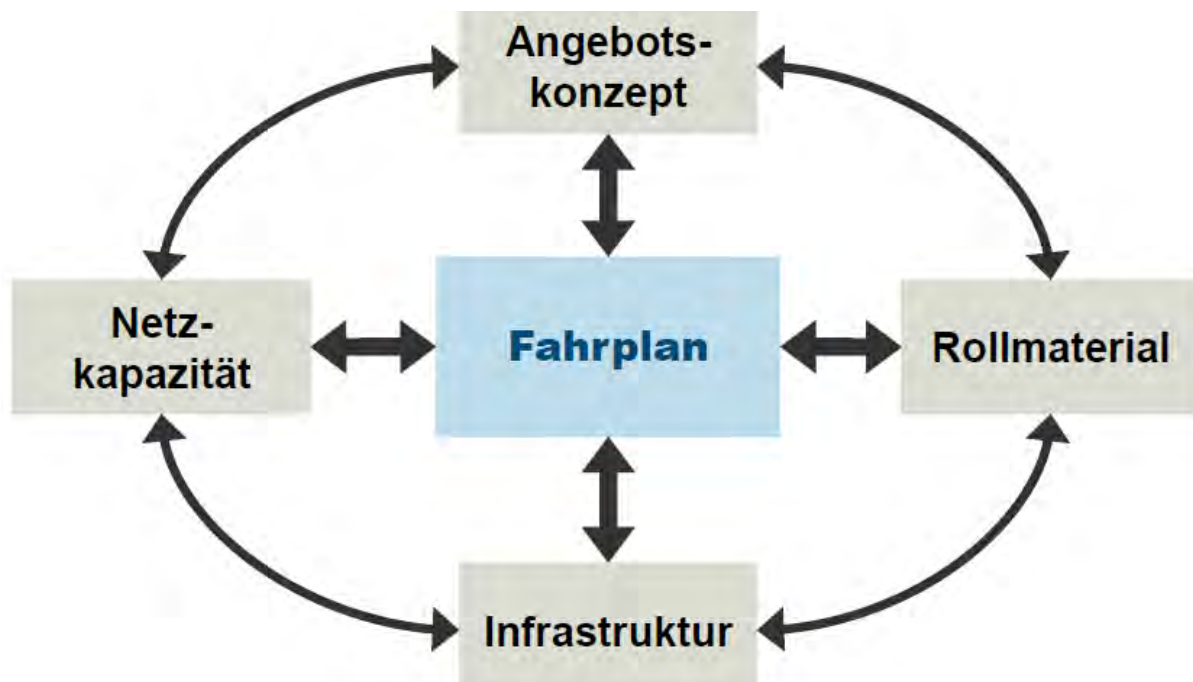 Angebots-
konzept
Netz-
kapazität
Fahrplan
Rollmaterial
Infrastruktur